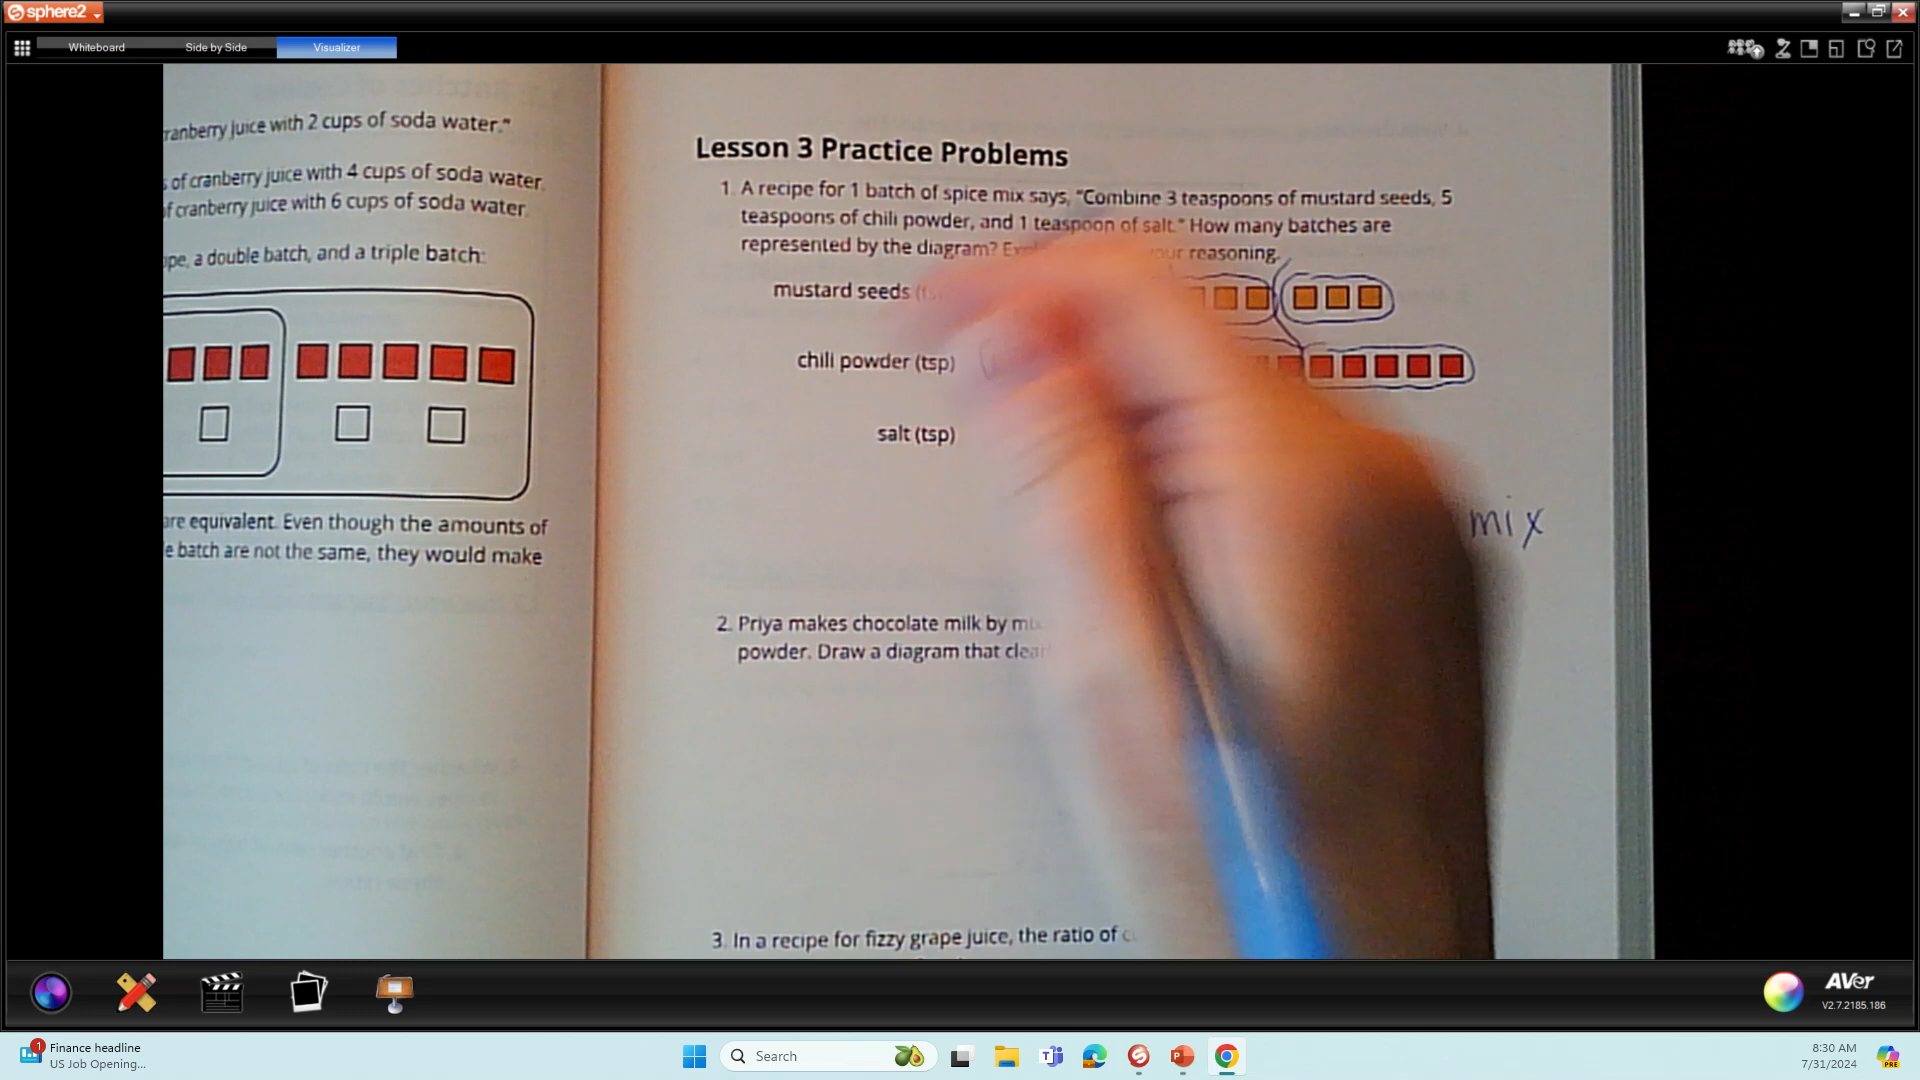 sphere2
Whiteboard
Side by Side
Visualizer
cranberry juice with 2 cups of soda water."
of cranberry juice with 4 cups of soda water.
of cranberry juice with 6 cups of soda water.
a double batch, and a triple batch:
are equivalent. Even though the amounts of
batch are not the same, they would make
Lesson 3 Practice Problems
1. A recipe for 1 batch of spice mix says, "Combine 3 teaspoons of mustard seeds, 5
teaspoons of chili powder, and 1 teaspoon of salt." How many batches are
represented by the diagram? reasoning.
mustard seeds
chili powder (tsp)
salt (tsp)
mix
2. Priya makes chocolate milk by
powder. Draw a diagram that
3. In a recipe for fizzy grape juice, the ratio of
AVer
V2.7.2185.186
1
Finance headline
US Job Opening...
Search
PRE
8:30 AM
7/31/2024